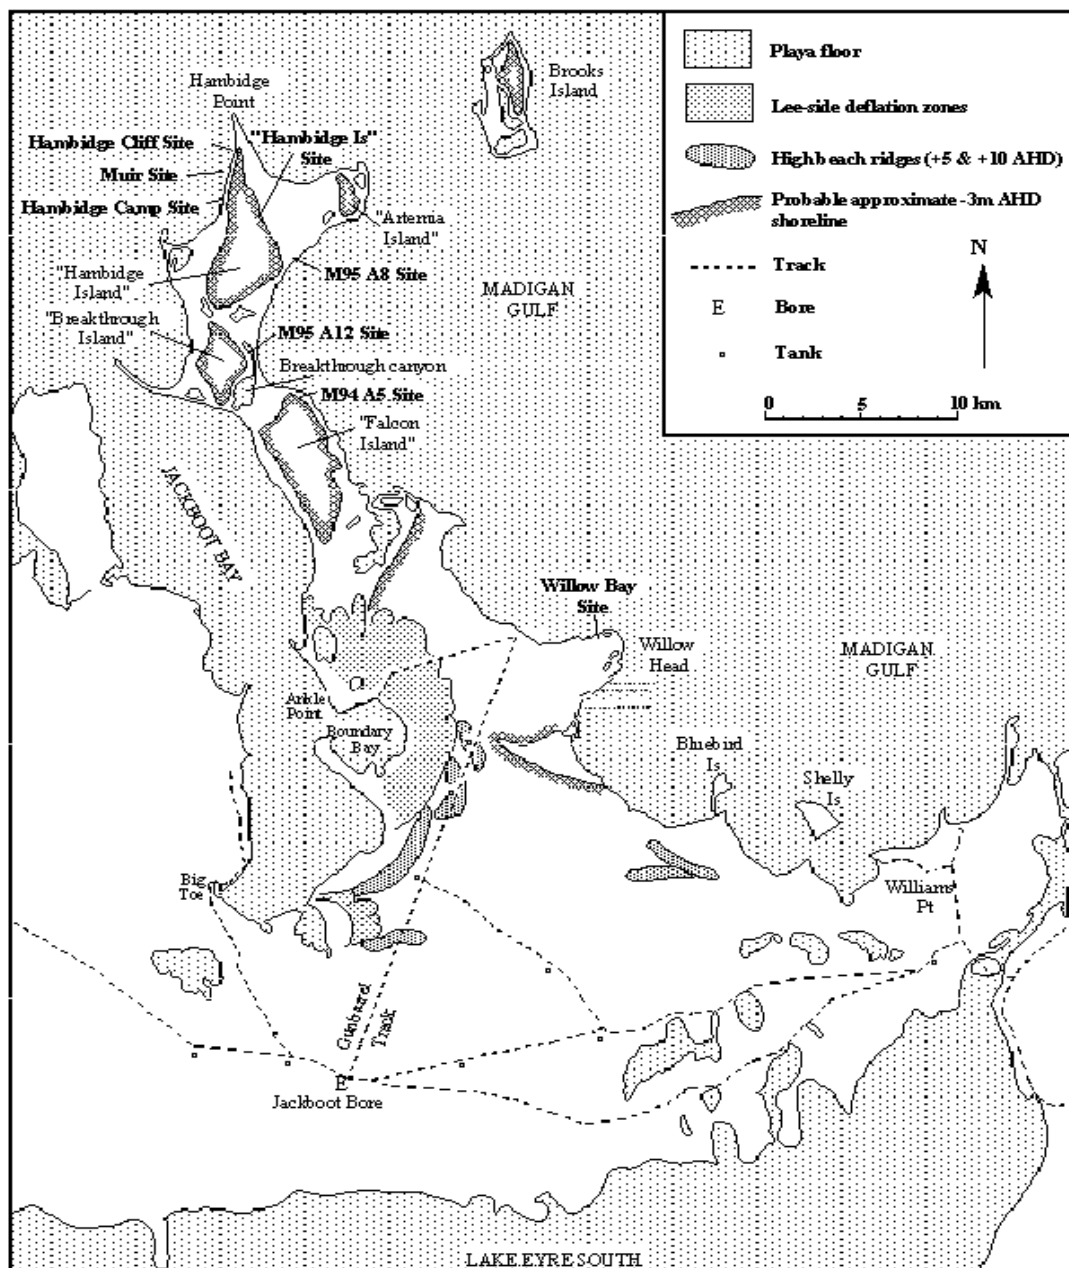 Hambidge
Point
Hambidge Cliff Site
"Hambidge Is"
Site
Muir Site
Hambidge Camp Site
Brooks
Island
"Artemia
Island"
"Hambidge
Island"
M95 A8 Site
MADIGAN
GULF
"Breakthrough
Island"
M95 A12 Site
Breakthrough canyon
M94 A5 Site
"Falcon
Island"
JACKBOOT BAY
Willow Bay
Site
Willow
Head
MADIGAN
GULF
Ankle
Point
Boundary
Bay
Bluebird
Is
Shelly
Is
Big
Toe
Williams
Pt
Gunbarrel
Track
E
Jackboot Bore
LAKE EYRE SOUTH
Playa floor
Lee-side deflation zones
High beach ridges (+5 & +10 AHD)
Probable approximate -3m AHD
shoreline
N
Track
E Bore
Tank
0 5 10 km